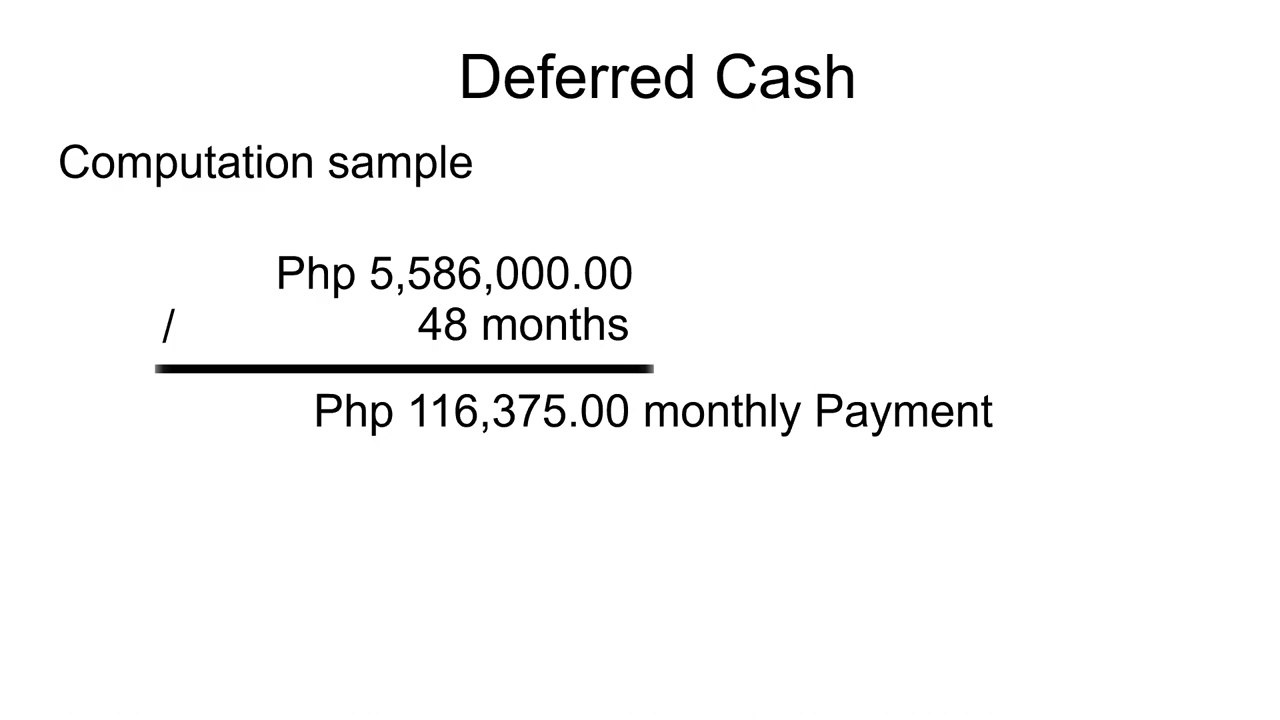 Deferred Cash
Computation sample
Php 5,586,000.00
/ 48 months
Php 116,375.00 monthly Payment